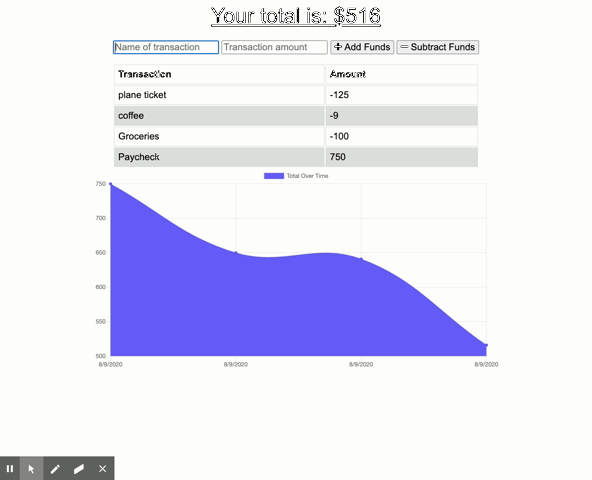 Your total is: $516
Name of transaction Transaction amount Add Funds Subtract Funds
Transaction Amount
plane ticket -125
coffee -9
Groceries -100
Paycheck 750
Total Over Time
750
700
650
600
550
500
8/9/2020 8/9/2020 8/9/2020 8/9/2020